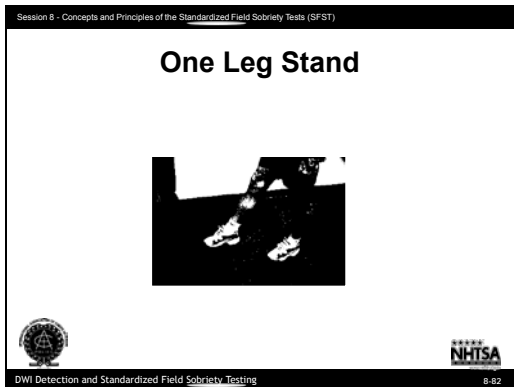 Session 8 - Concepts and Principles of the Standardized Field Sobriety Tests (SFST)
One Leg Stand
NHTSA
DWI Detection and Standardized Field Sobriety Testing
8-82